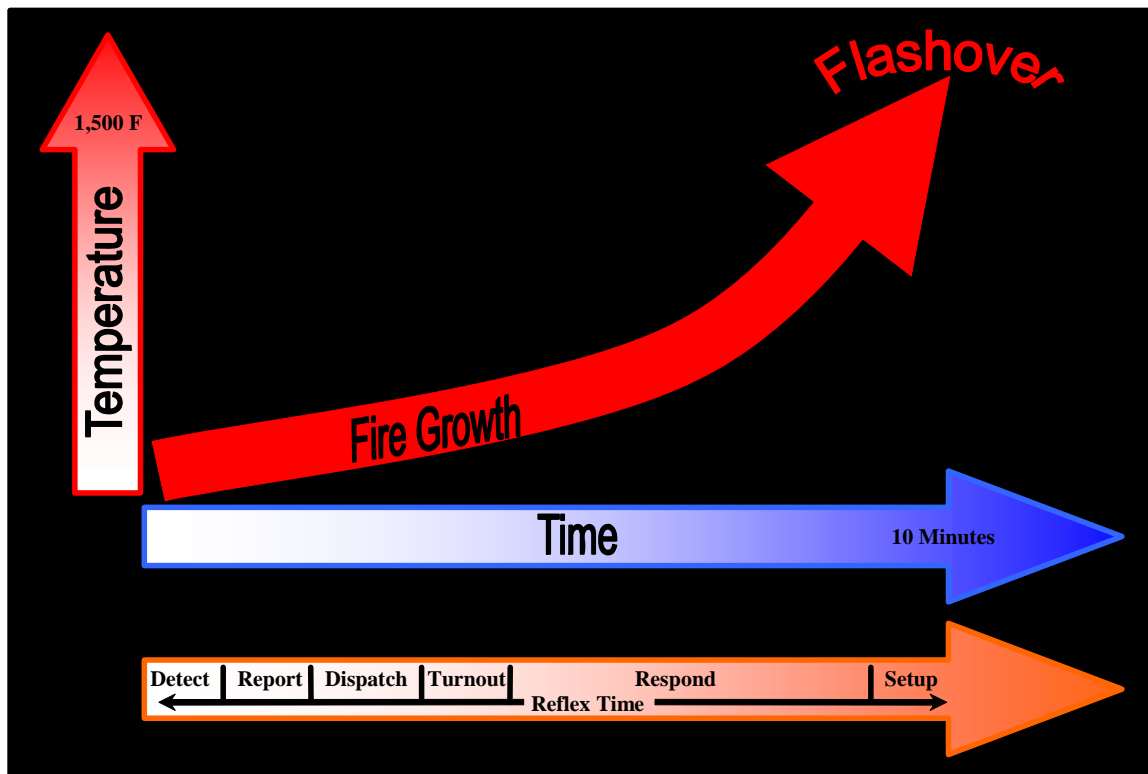 Flashover
1,500 F
Temperature
Fire Growth
Time
10 Minutes
Detect Report Dispatch Turnout Respond Setup
Reflex Time